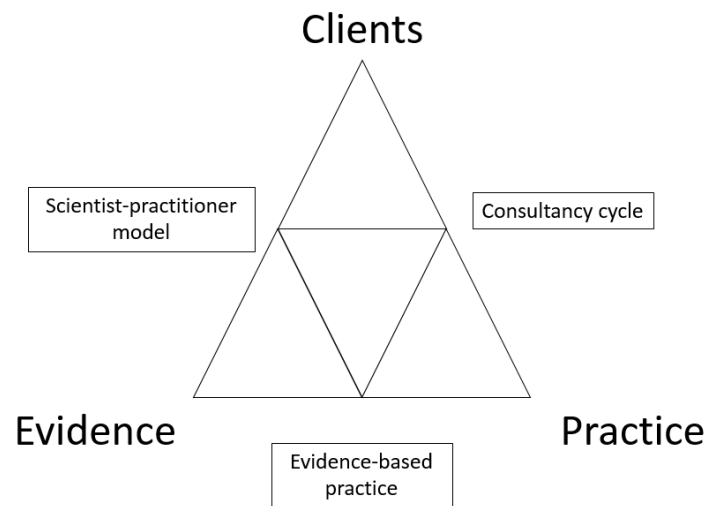 Clients
Scientist-practitioner
model
Consultancy cycle
Evidence
Practice
Evidence-based
practice